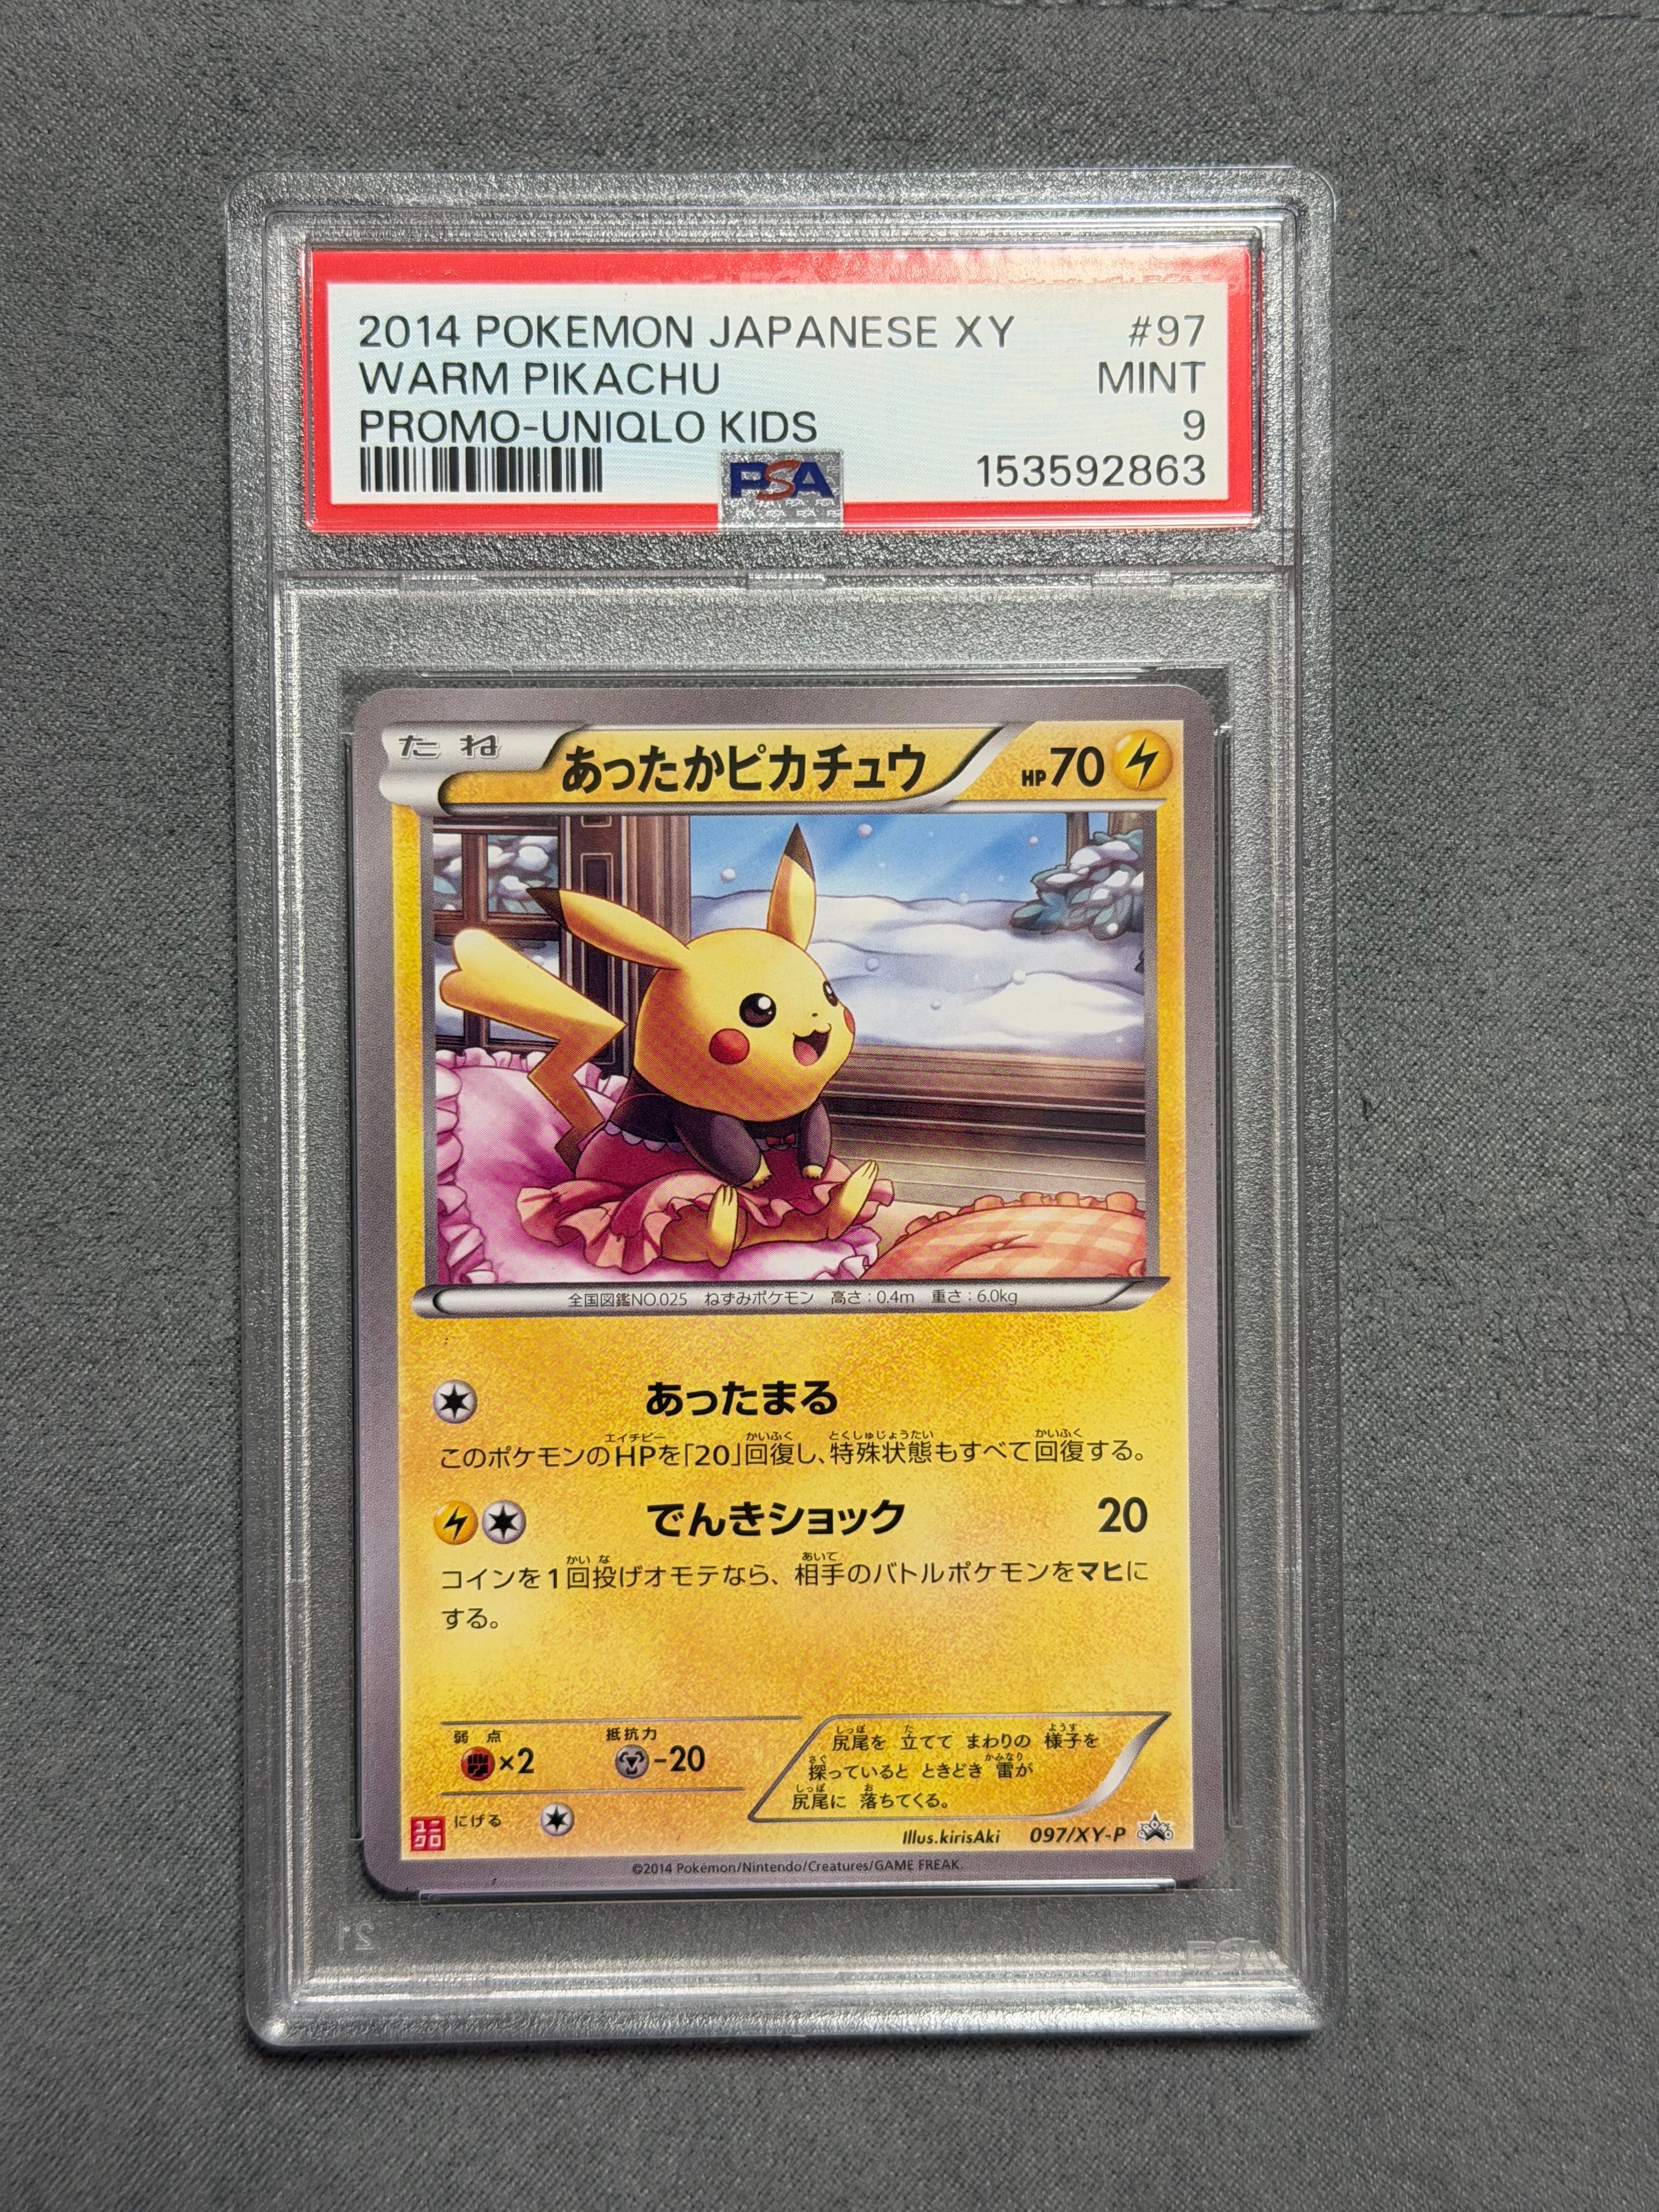 2014 POKEMON JAPANESE XY #97
WARM PIKACHU MINT
PROMO-UNIQLO KIDS 9
PSA 153592863
たね あったかピカチュウ HP70
全国図鑑NO.025 ねずみポケモン 高さ:0.4m 重さ:6.0kg
あったまる
エイチピー かいふく とくしゅじょうたい かいふく
このポケモンのHPを「20」回復し、特殊状態もすべて回復する。
でんきショック 20
かい な あいて
コインを1回投げオモテなら、相手のバトルポケモンをマヒに
する。
弱点 抵抗力
×2 -20
しっぽ た ようす
尻尾を 立てて まわりの 様子を
さぐ かみなり
探っていると ときどき 雷が
しっぽ お
尻尾に 落ちてくる。
ユニ
クロ
にげる
Illus.kirisAki 097/XY-P
©2014 Pokémon/Nintendo/Creatures/GAME FREAK.
PSA